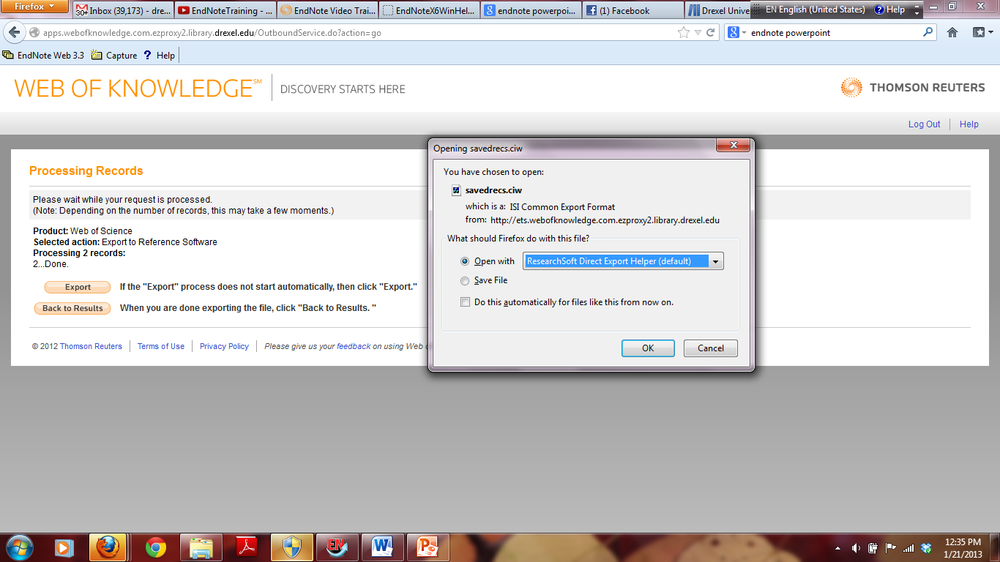 Firefox
30+ Inbox (39,173) - dre...
EndNoteTraining - ...
EndNote Video Trai...
EndNoteX6WinHel...
endnote powerpoi...
(1) Facebook
Drexel Unive
EN English (United States)
Help
apps.webofknowledge.com.ezproxy2.library.drexel.edu/OutboundService.do?action=go
endnote powerpoint
EndNote Web 3.3
Capture
? Help
WEB OF KNOWLEDGE SM
DISCOVERY STARTS HERE
THOMSON REUTERS
Log Out
Help
Processing Records
Please wait while your request is processed.
(Note: Depending on the number of records, this may take a few moments.)
Product: Web of Science
Selected action: Export to Reference Software
Processing 2 records:
2...Done.
Export
If the "Export" process does not start automatically, then click "Export."
Back to Results
When you are done exporting the file, click "Back to Results. "
© 2012 Thomson Reuters
Terms of Use
Privacy Policy
Please give us your feedback on using Web o
Opening savedrecs.ciw
You have chosen to open:
savedrecs.ciw
which is a: ISI Common Export Format
from: http://ets.webofknowledge.com.ezproxy2.library.drexel.edu
What should Firefox do with this file?
Open with
ResearchSoft Direct Export Helper (default)
Save File
Do this automatically for files like this from now on.
OK
Cancel
EN
W
P
12:35 PM
1/21/2013